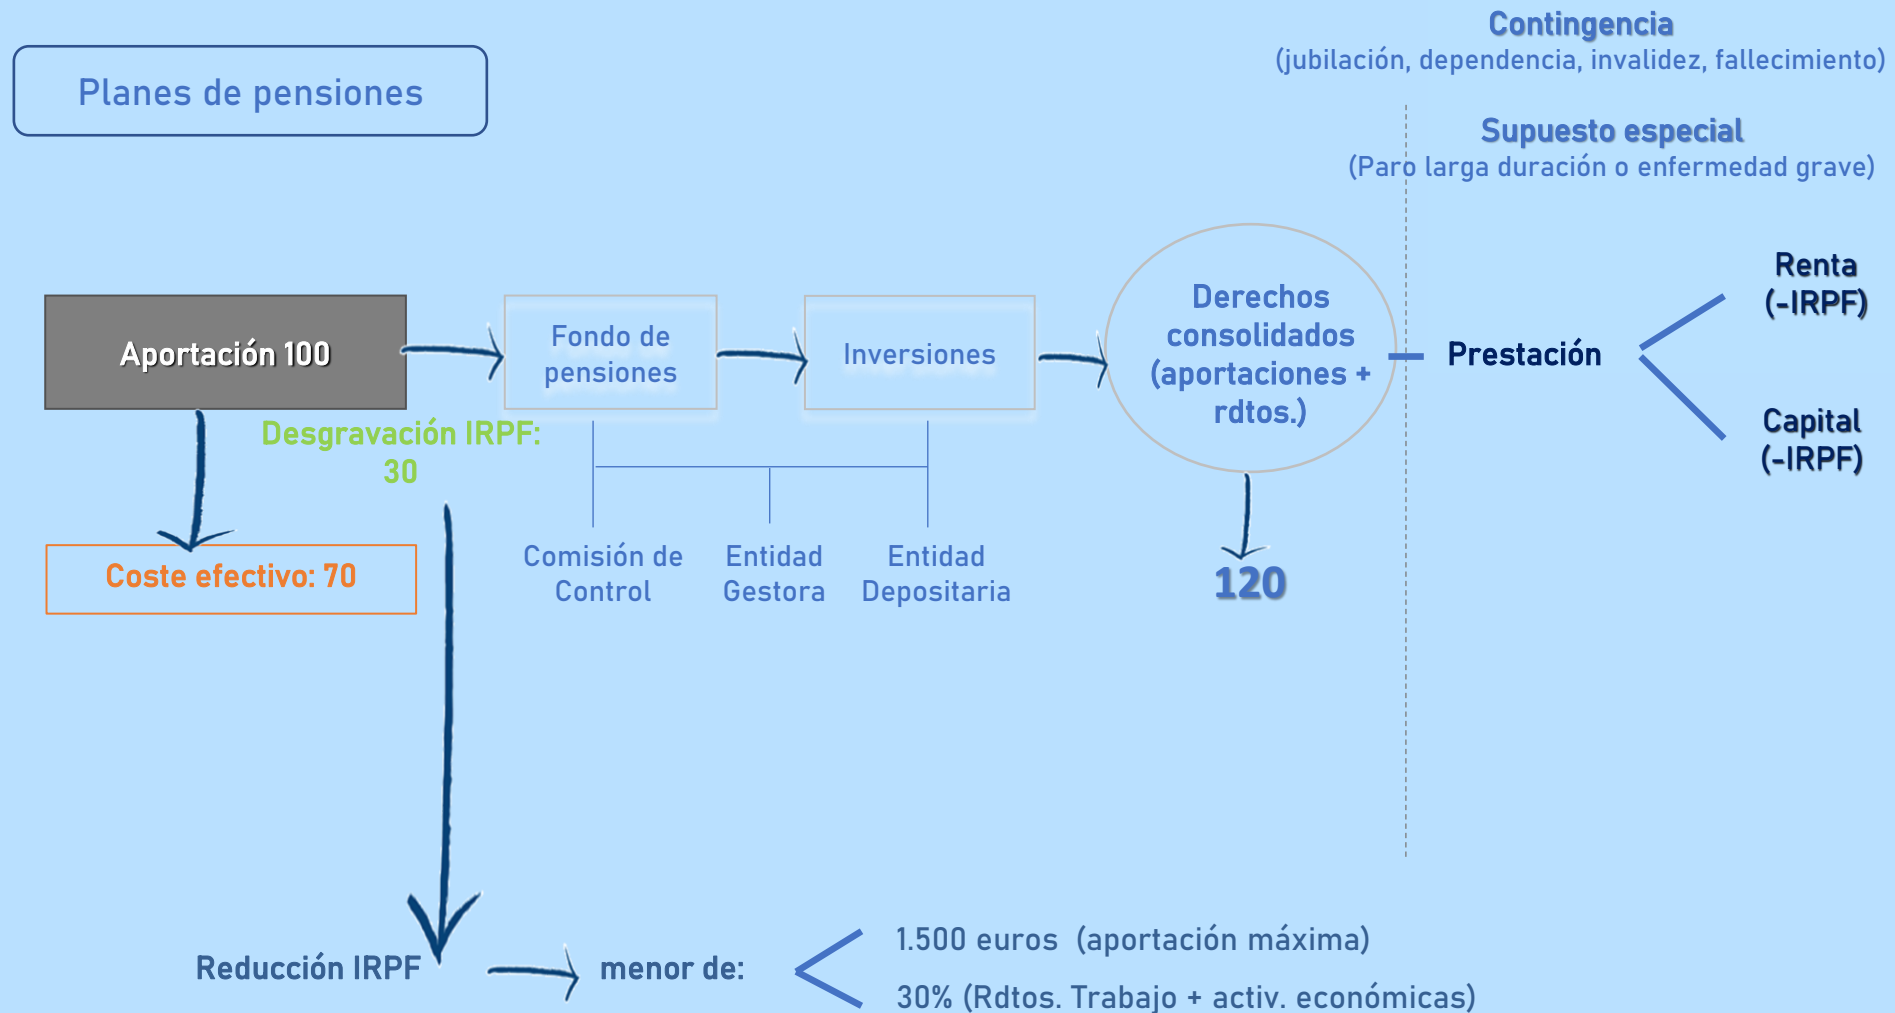 Contingencia
(jubilación, dependencia, invalidez, fallecimiento)
Planes de pensiones
Supuesto especial
(Paro larga duración o enfermedad grave)
Aportación 100
Fondo de
pensiones
Inversiones
Derechos
consolidados
(aportaciones +
rdtos.)
Prestación
Renta
(-IRPF)
Capital
(-IRPF)
Desgravación IRPF:
30
Coste efectivo: 70
Comisión de
Control
Entidad
Gestora
Entidad
Depositaria
120
Reducción IRPF
menor de:
1.500 euros (aportación máxima)
30% (Rdtos. Trabajo + activ. económicas)